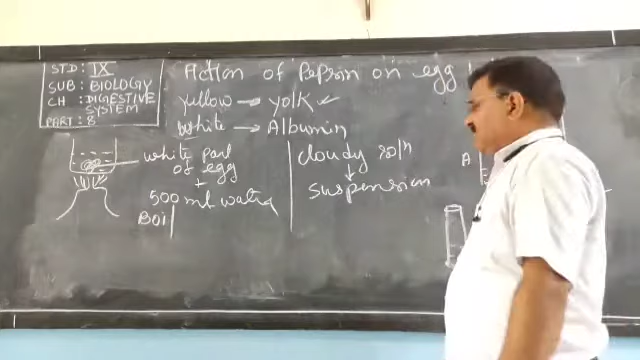 STD: IX
SUB: BIOLOGY
CH: DIGESTIVE
SYSTEM
PART: 8
Action of Pepsin on egg
yellow → yolk ✓
White → Albumin
white part
of egg
+
500 ml water
Boil
cloudy soln
↓
suspension
A